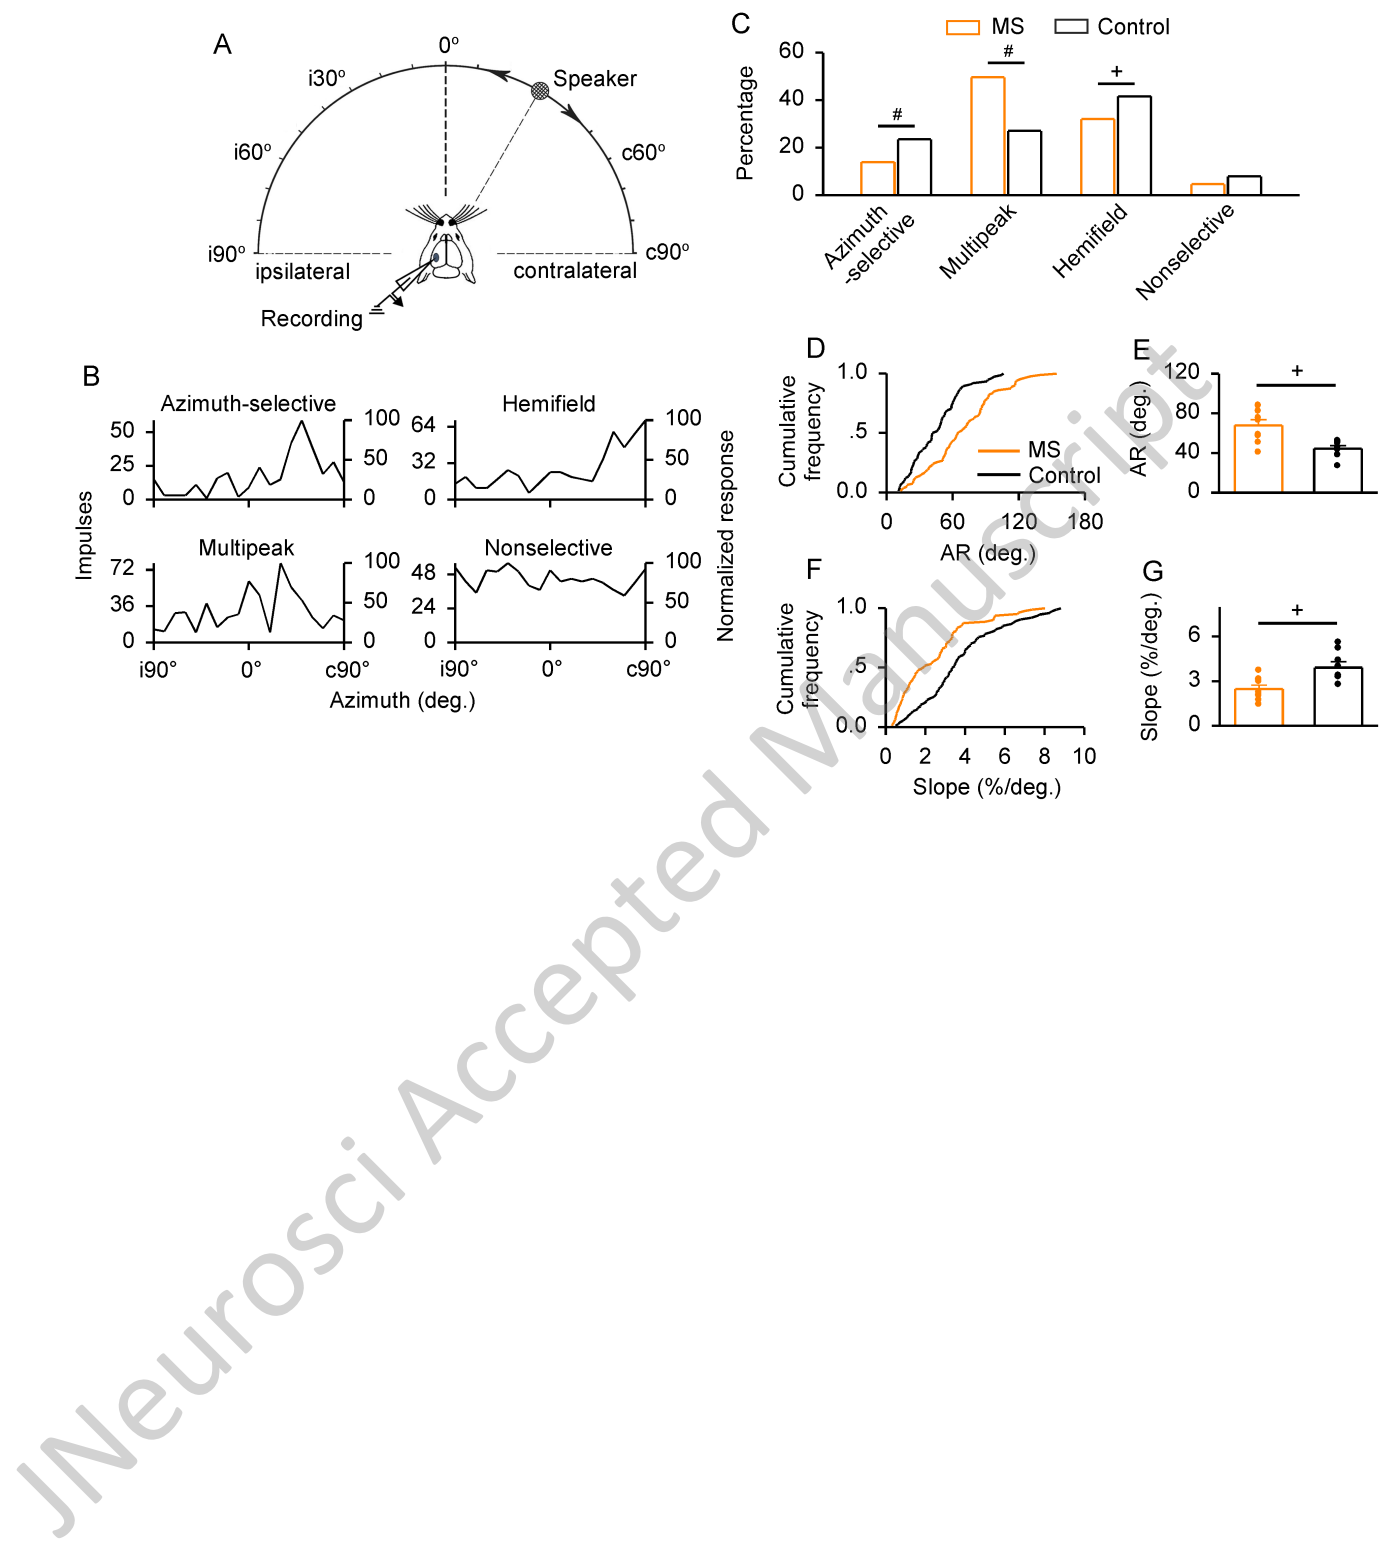 A
0°
i30°
Speaker
i60°
c60°
i90°
c90°
ipsilateral
contralateral
Recording
B
Azimuth-selective
Hemifield
50
25
0
100
50
0
64
32
0
100
50
0
Impulses
Normalized response
Multipeak
Nonselective
72
36
0
100
50
0
48
24
0
100
50
0
i90°
0°
c90°
i90°
0°
c90°
Azimuth (deg.)
C
MS
Control
Percentage
60
40
20
0
#
#
+
Azimuth
-selective
Multipeak
Hemifield
Nonselective
D
Cumulative
frequency
1.0
.5
0.0
MS
Control
0
60
120
180
AR (deg.)
E
AR (deg.)
120
80
40
0
+
F
Cumulative
frequency
1.0
.5
0.0
0
2
4
6
8
10
Slope (%/deg.)
G
Slope (%/deg.)
6
3
0
+
JNeurosci Accepted Manuscript